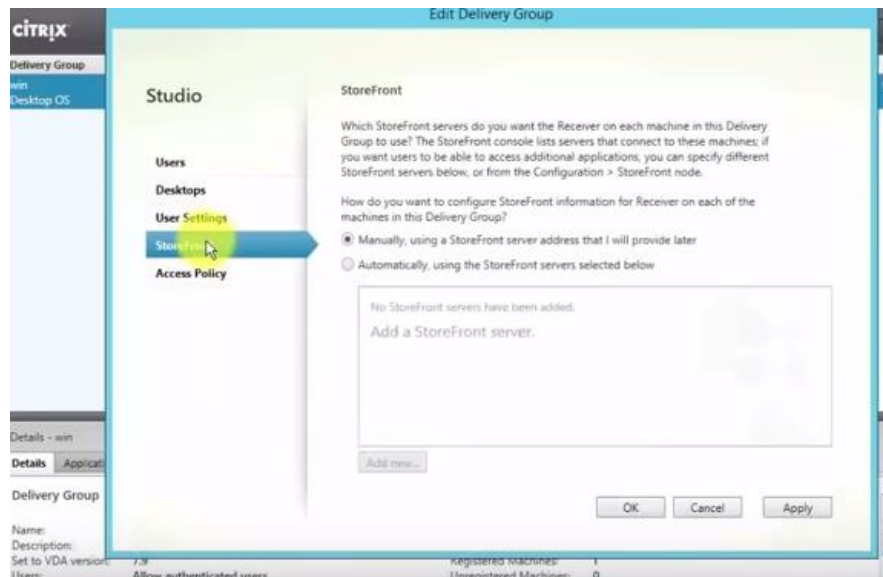 Edit Delivery Group
CİTRIX
Delivery Group
win
Desktop OS
Studio
Users
Desktops
User Settings
Access Policy
StoreFront
Which StoreFront servers do you want the Receiver on each machine in this Delivery
Group to use? The StoreFront console lists servers that connect to these machines; if
you want users to be able to access additional applications, you can specify different
StoreFront servers below, or from the Configuration > StoreFront node.
How do you want to configure StoreFront information for Receiver on each of the
machines in this Delivery Group?
Manually, using a StoreFront server address that I will provide later
Automatically, using the StoreFront servers selected below
No StoreFront servers have been added.
Add a StoreFront server.
Add new...
OK Cancel Apply
Details - win
Details Applicat
Delivery Group
Name:
Description:
Set to VDA version: 7.9 Registered Machines: 1
Users: Allow authenticated users Unregistered Machines: 0